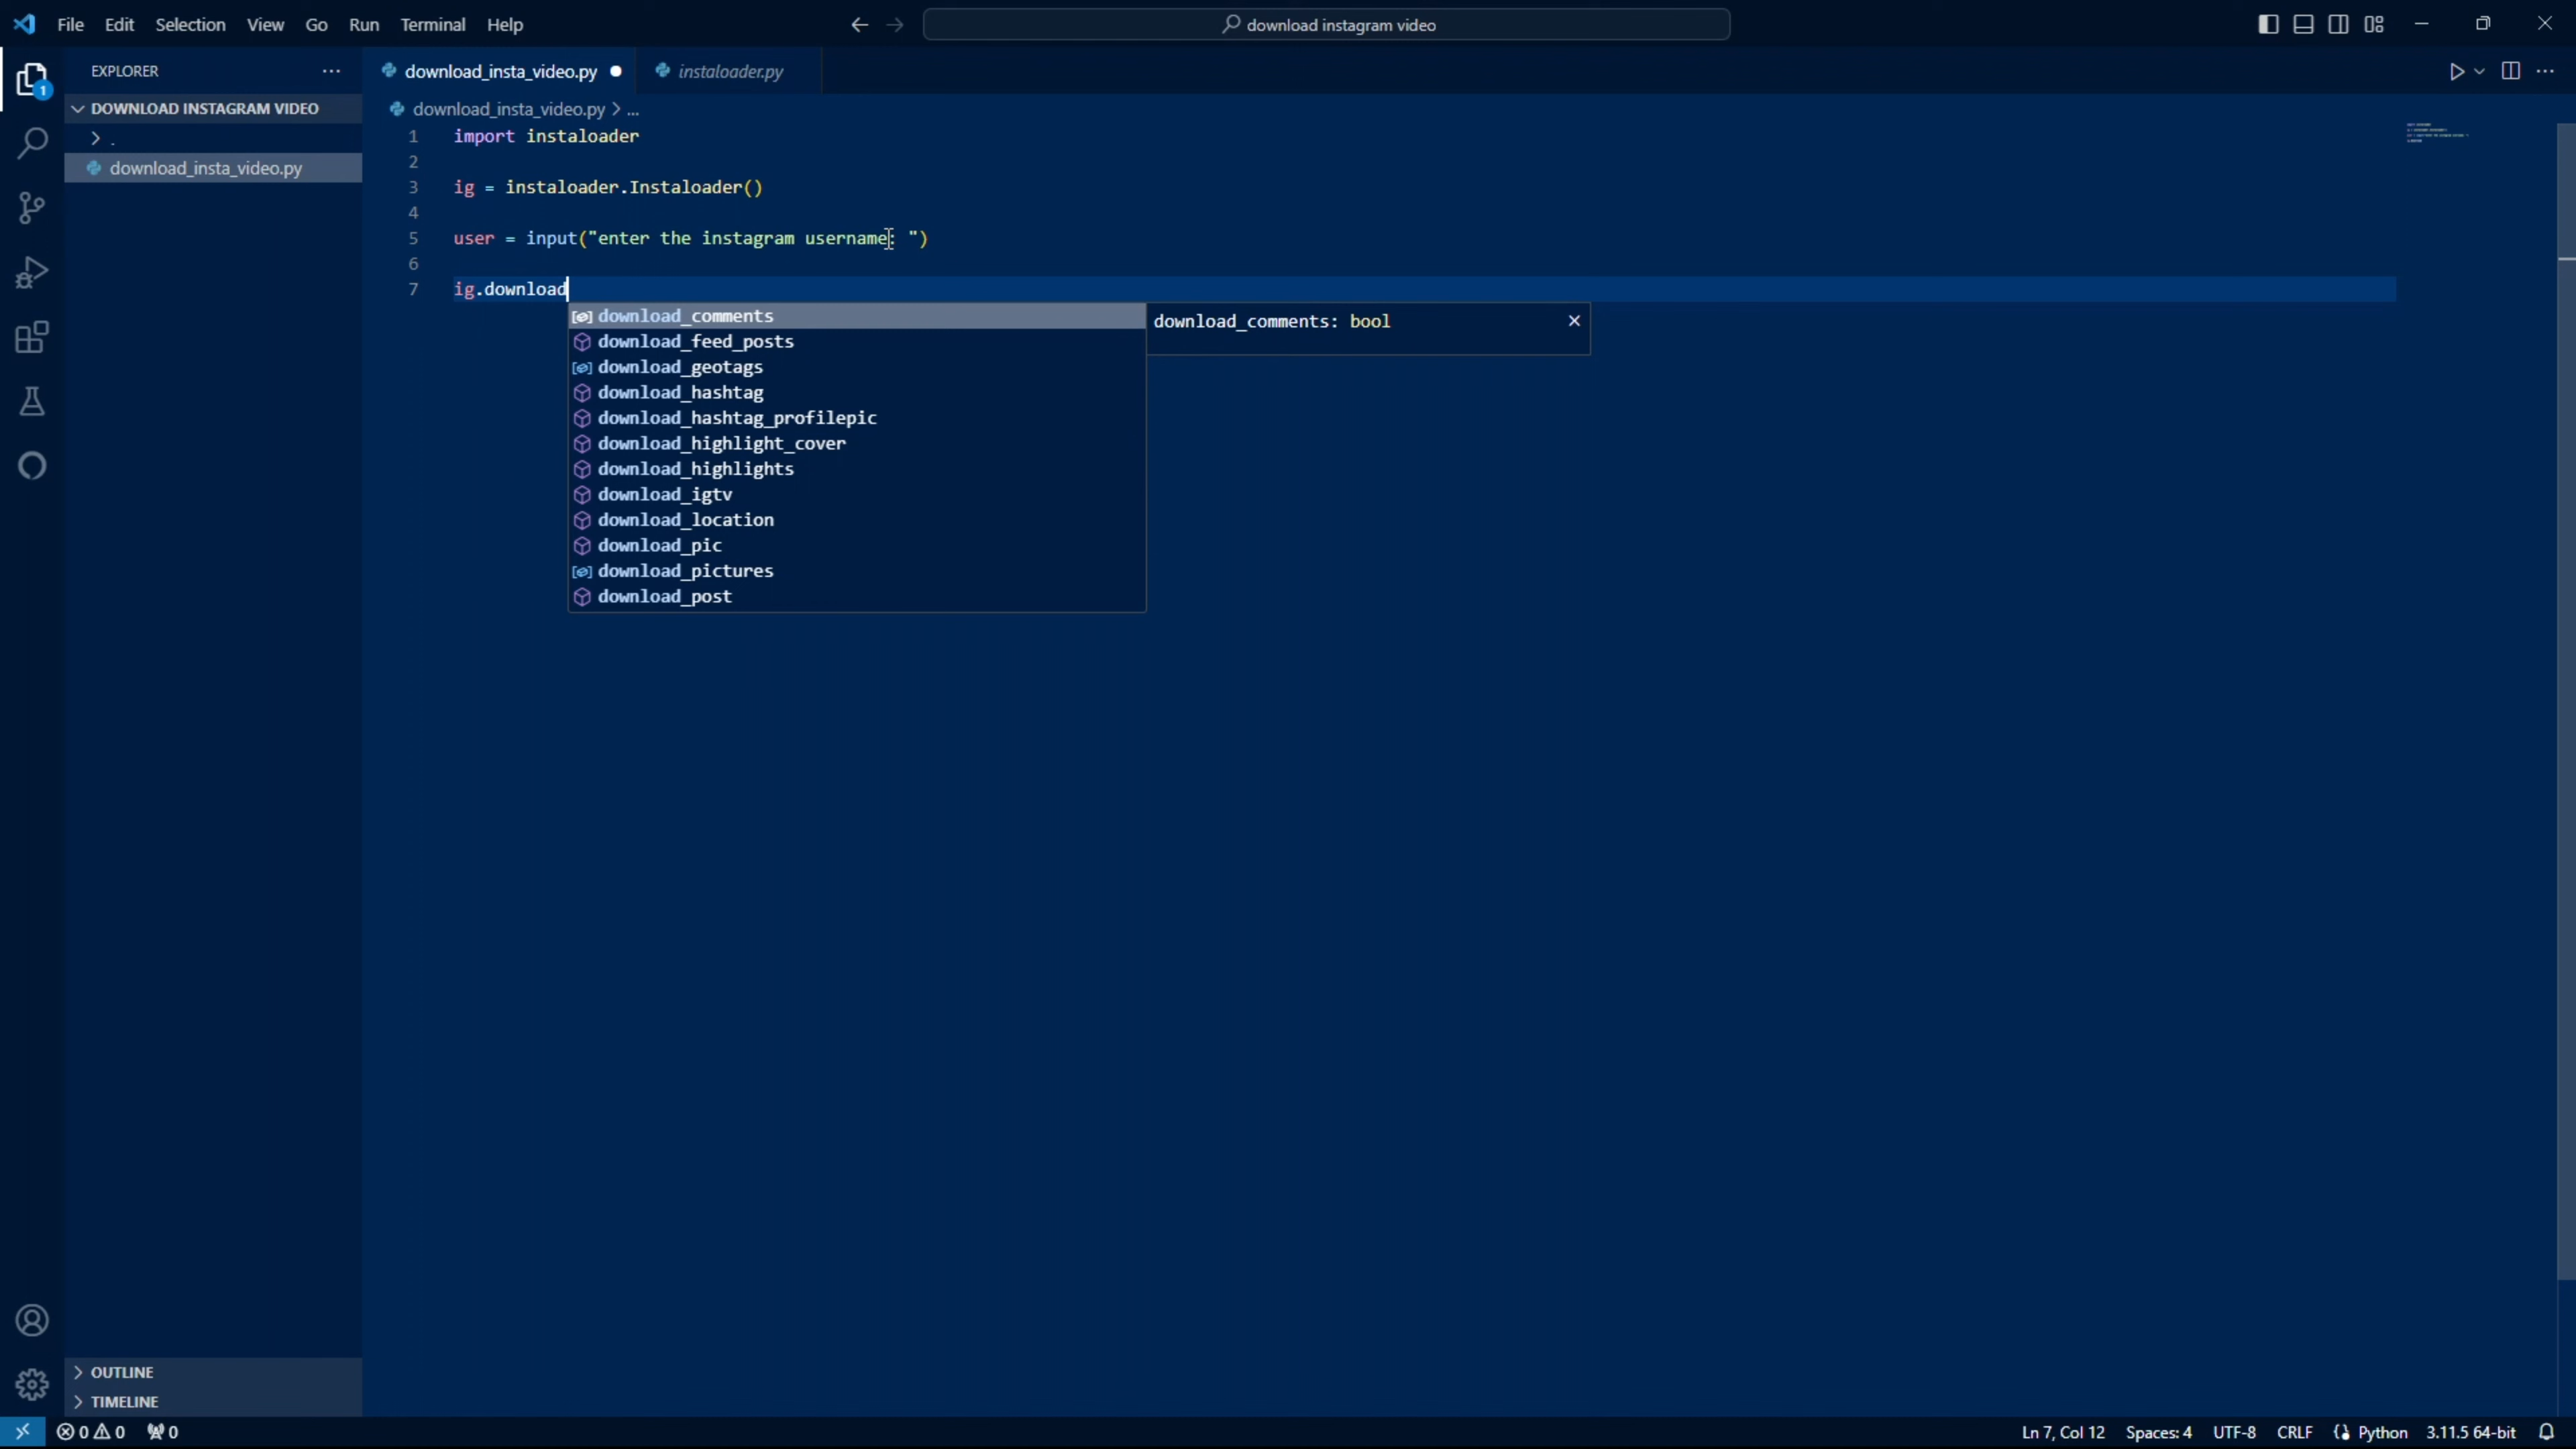 File Edit Selection View Go Run Terminal Help
download instagram video
EXPLORER
DOWNLOAD INSTAGRAM VIDEO
.
download_insta_video.py
OUTLINE
TIMELINE
1
download_insta_video.py
instaloader.py
download_insta_video.py > ...
1 import instaloader
2
3 ig = instaloader.Instaloader()
4
5 user = input("enter the instagram username: ")
6
7 ig.download
download_comments
download_feed_posts
download_geotags
download_hashtag
download_hashtag_profilepic
download_highlight_cover
download_highlights
download_igtv
download_location
download_pic
download_pictures
download_post
download_comments: bool
0 0 0 Ln 7, Col 12 Spaces: 4 UTF-8 CRLF Python 3.11.5 64-bit